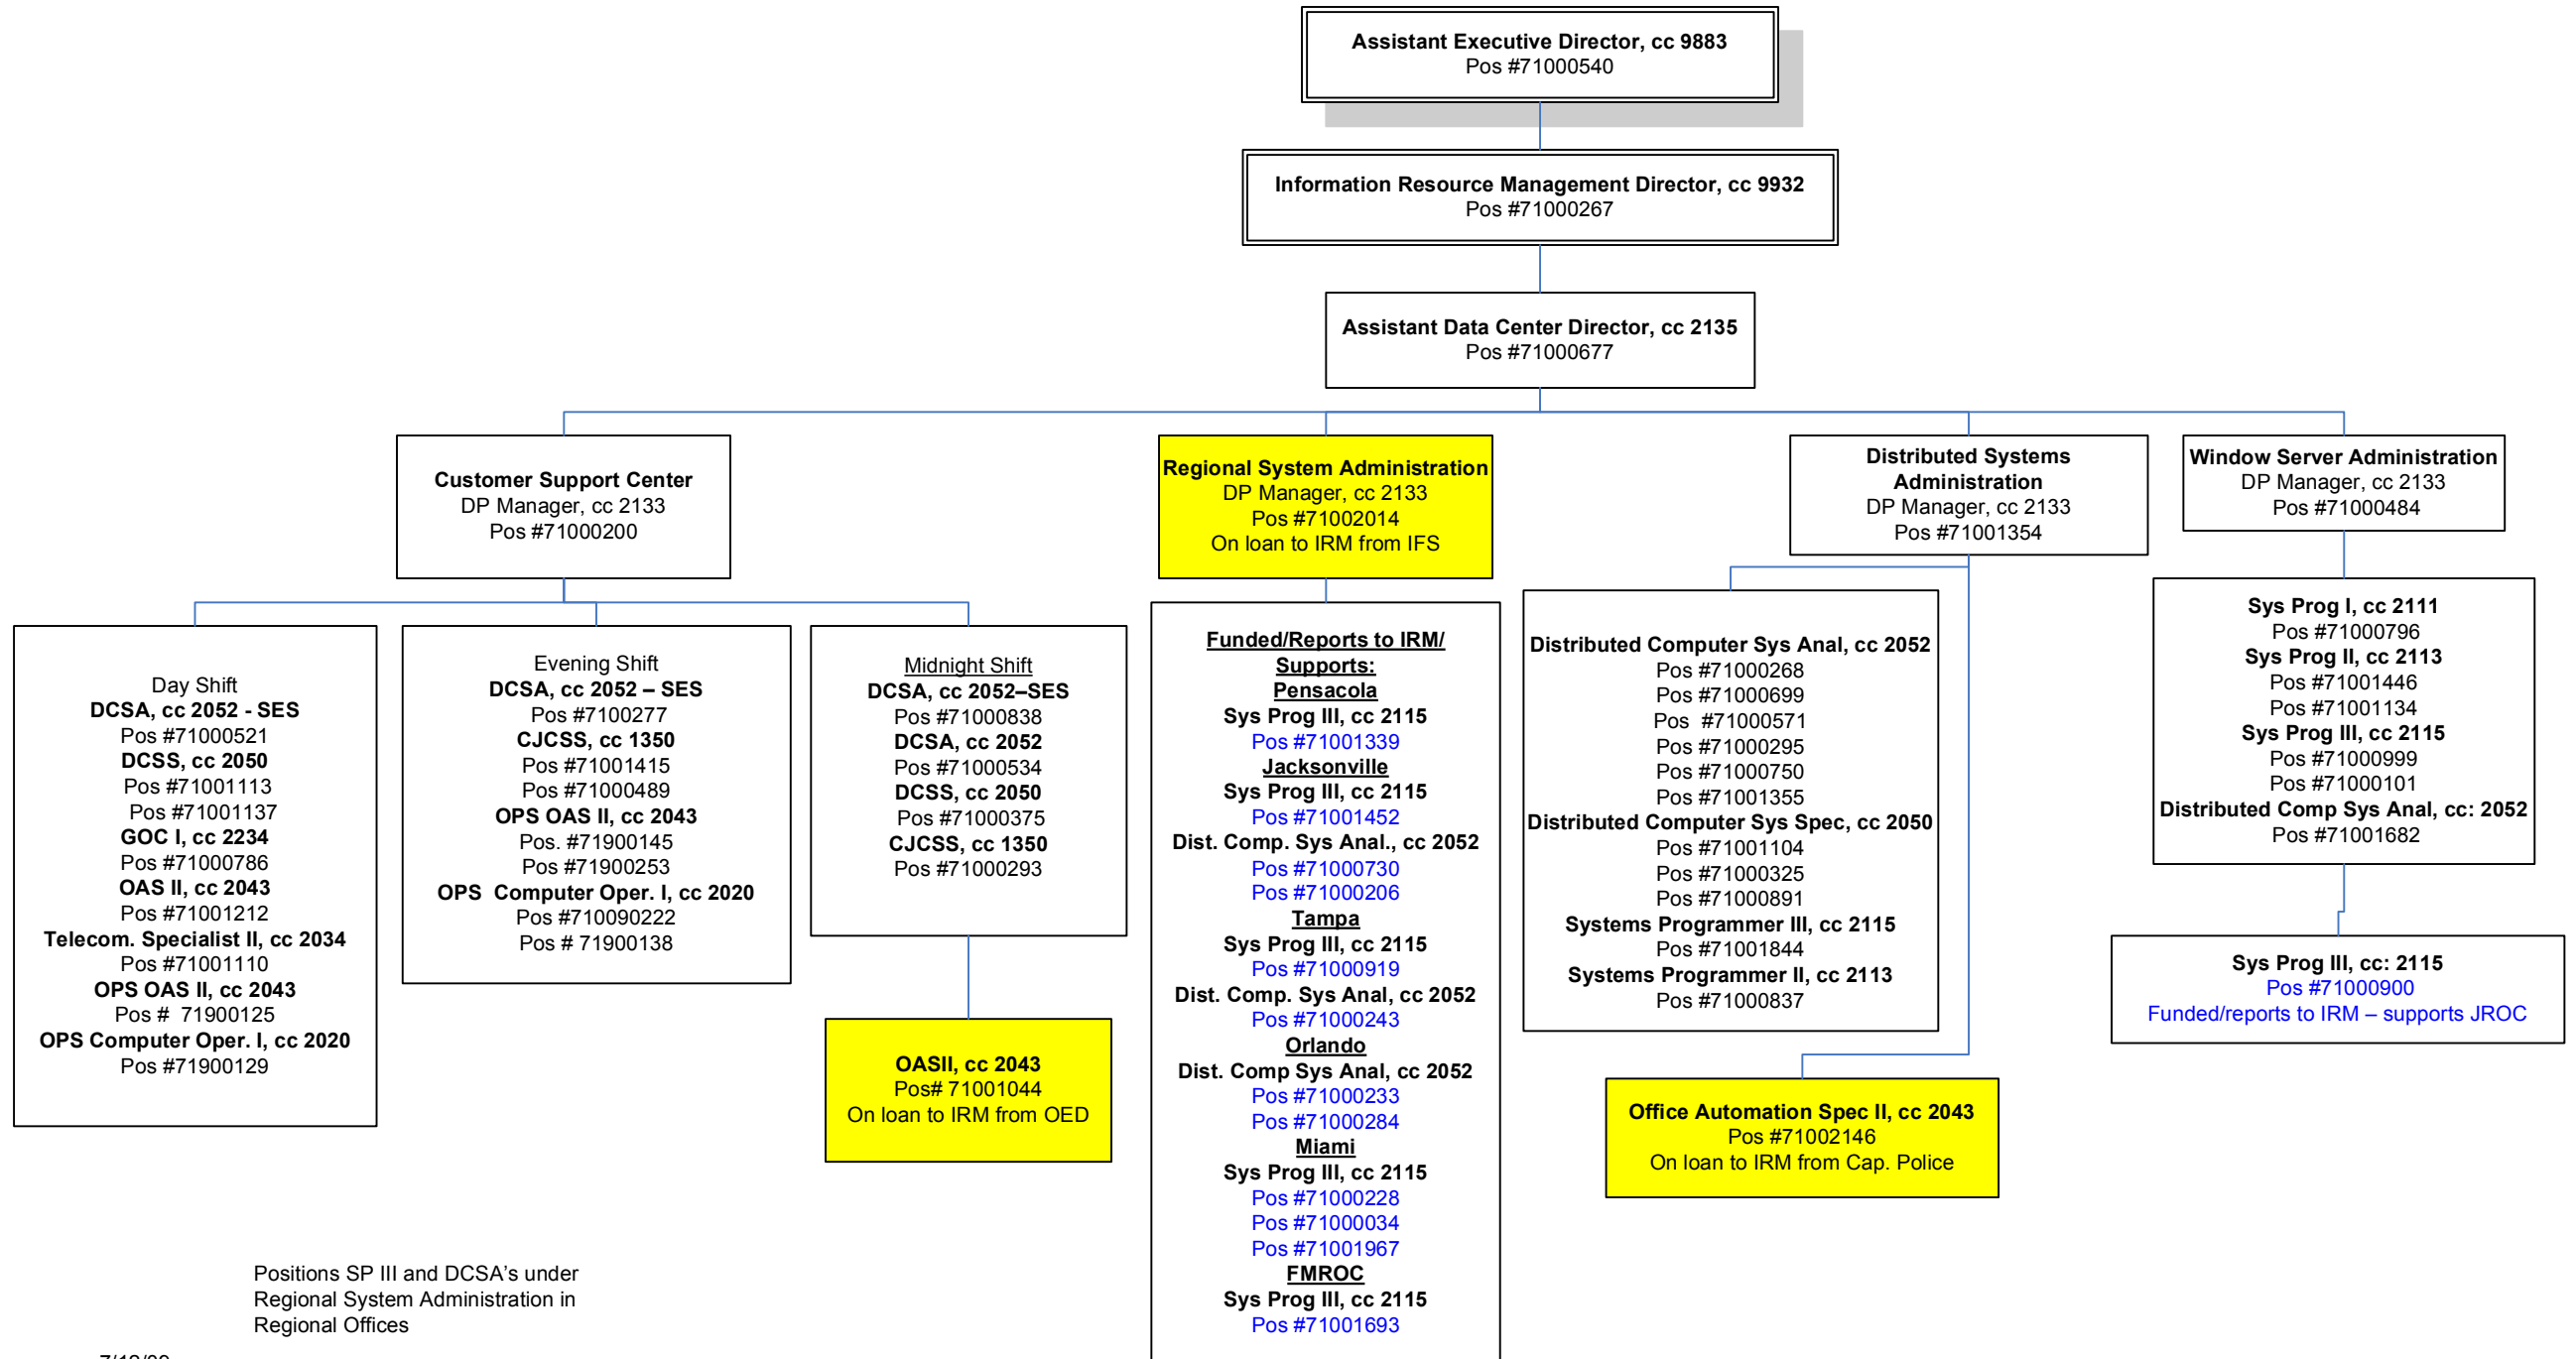 Assistant Executive Director, cc 9883
Pos #71000540
Information Resource Management Director, cc 9932
Pos #71000267
Assistant Data Center Director, cc 2135
Pos #71000677
Customer Support Center
DP Manager, cc 2133
Pos #71000200
Regional System Administration
DP Manager, cc 2133
Pos #71002014
On loan to IRM from IFS
Distributed Systems
Administration
DP Manager, cc 2133
Pos #71001354
Window Server Administration
DP Manager, cc 2133
Pos #71000484
Day Shift
DCSA, cc 2052 - SES
Pos #71000521
DCSS, cc 2050
Pos #71001113
Pos #71001137
GOC I, cc 2234
Pos #71000786
OAS II, cc 2043
Pos #71001212
Telecom. Specialist II, cc 2034
Pos #71001110
OPS OAS II, cc 2043
Pos # 71900125
OPS Computer Oper. I, cc 2020
Pos #71900129
Evening Shift
DCSA, cc 2052 – SES
Pos #7100277
CJCSS, cc 1350
Pos #71001415
Pos #71000489
OPS OAS II, cc 2043
Pos. #71900145
Pos #71900253
OPS Computer Oper. I, cc 2020
Pos #710090222
Pos # 71900138
Midnight Shift
DCSA, cc 2052–SES
Pos #71000838
DCSA, cc 2052
Pos #71000534
DCSS, cc 2050
Pos #71000375
CJCSS, cc 1350
Pos #71000293
OASII, cc 2043
Pos# 71001044
On loan to IRM from OED
Funded/Reports to IRM/
Supports:
Pensacola
Sys Prog III, cc 2115
Pos #71001339
Jacksonville
Sys Prog III, cc 2115
Pos #71001452
Dist. Comp. Sys Anal., cc 2052
Pos #71000730
Pos #71000206
Tampa
Sys Prog III, cc 2115
Pos #71000919
Dist. Comp. Sys Anal, cc 2052
Pos #71000243
Orlando
Dist. Comp Sys Anal, cc 2052
Pos #71000233
Pos #71000284
Miami
Sys Prog III, cc 2115
Pos #71000228
Pos #71000034
Pos #71001967
FMROC
Sys Prog III, cc 2115
Pos #71001693
Distributed Computer Sys Anal, cc 2052
Pos #71000268
Pos #71000699
Pos #71000571
Pos #71000295
Pos #71000750
Pos #71001355
Distributed Computer Sys Spec, cc 2050
Pos #71001104
Pos #71000325
Pos #71000891
Systems Programmer III, cc 2115
Pos #71001844
Systems Programmer II, cc 2113
Pos #71000837
Office Automation Spec II, cc 2043
Pos #71002146
On loan to IRM from Cap. Police
Sys Prog I, cc 2111
Pos #71000796
Sys Prog II, cc 2113
Pos #71001446
Pos #71001134
Sys Prog III, cc 2115
Pos #71000999
Pos #71000101
Distributed Comp Sys Anal, cc: 2052
Pos #71001682
Sys Prog III, cc: 2115
Pos #71000900
Funded/reports to IRM – supports JROC
Positions SP III and DCSA's under
Regional System Administration in
Regional Offices